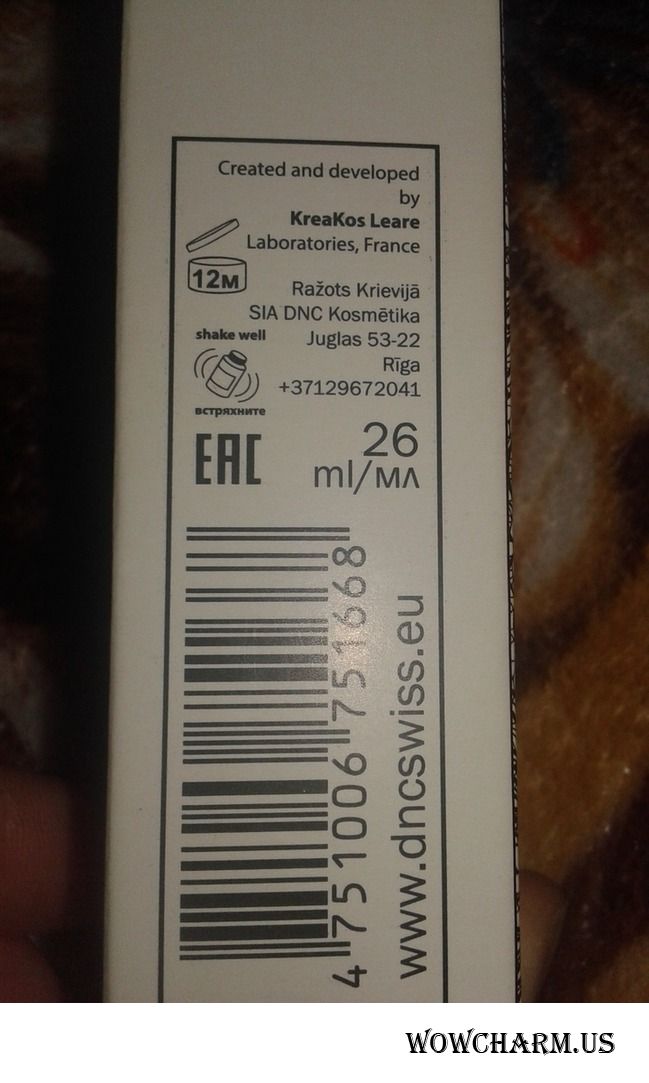 Created and developed
by
KreaKos Leare
Laboratories, France
12M
Ražots Krievijā
SIA DNC Kosmētika
Juglas 53-22
Rīga
+37129672041
shake well
встряхните
EAC
26
ml/мл
4 751006 751668
www.dncswiss.eu
WOWCHARM.US